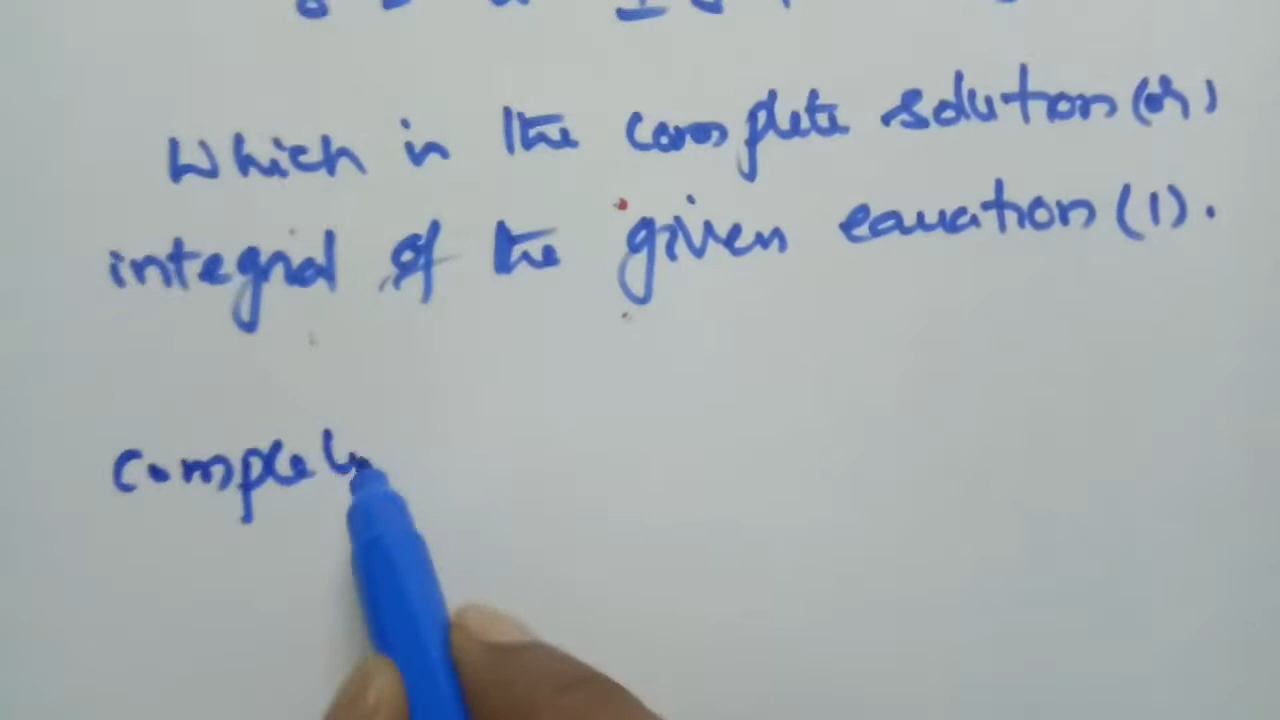 Which is the complete solution (or)
integral of the given equation (1).
complete